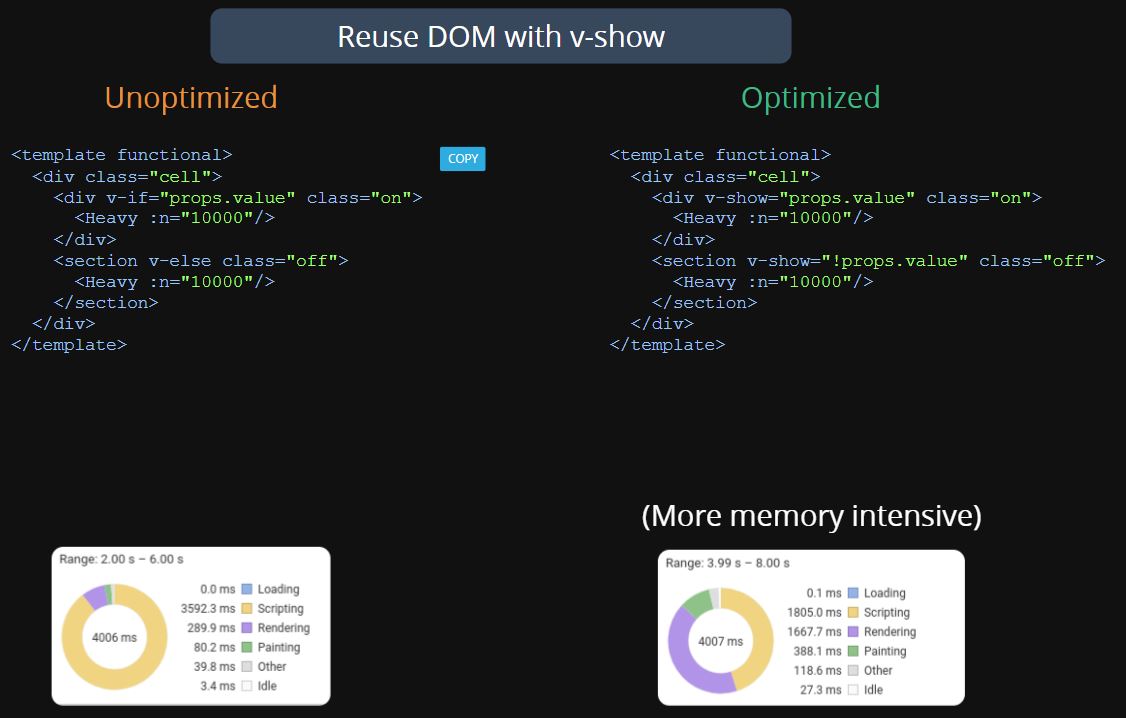 Reuse DOM with v-show
Unoptimized
<template functional>
COPY
<div class="cell">
<div v-if="props.value" class="on">
<Heavy :n="10000"/>
</div>
<section v-else class="off">
<Heavy :n="10000"/>
</section>
</div>
</template>
Range: 2.00 s – 6.00 s
4006 ms
0.0 ms Loading
3592.3 ms Scripting
289.9 ms Rendering
80.2 ms Painting
39.8 ms Other
3.4 ms Idle
Optimized
<template functional>
<div class="cell">
<div v-show="props.value" class="on">
<Heavy :n="10000"/>
</div>
<section v-show="!props.value" class="off">
<Heavy :n="10000"/>
</section>
</div>
</template>
(More memory intensive)
Range: 3.99 s – 8.00 s
4007 ms
0.1 ms Loading
1805.0 ms Scripting
1667.7 ms Rendering
388.1 ms Painting
118.6 ms Other
27.3 ms Idle